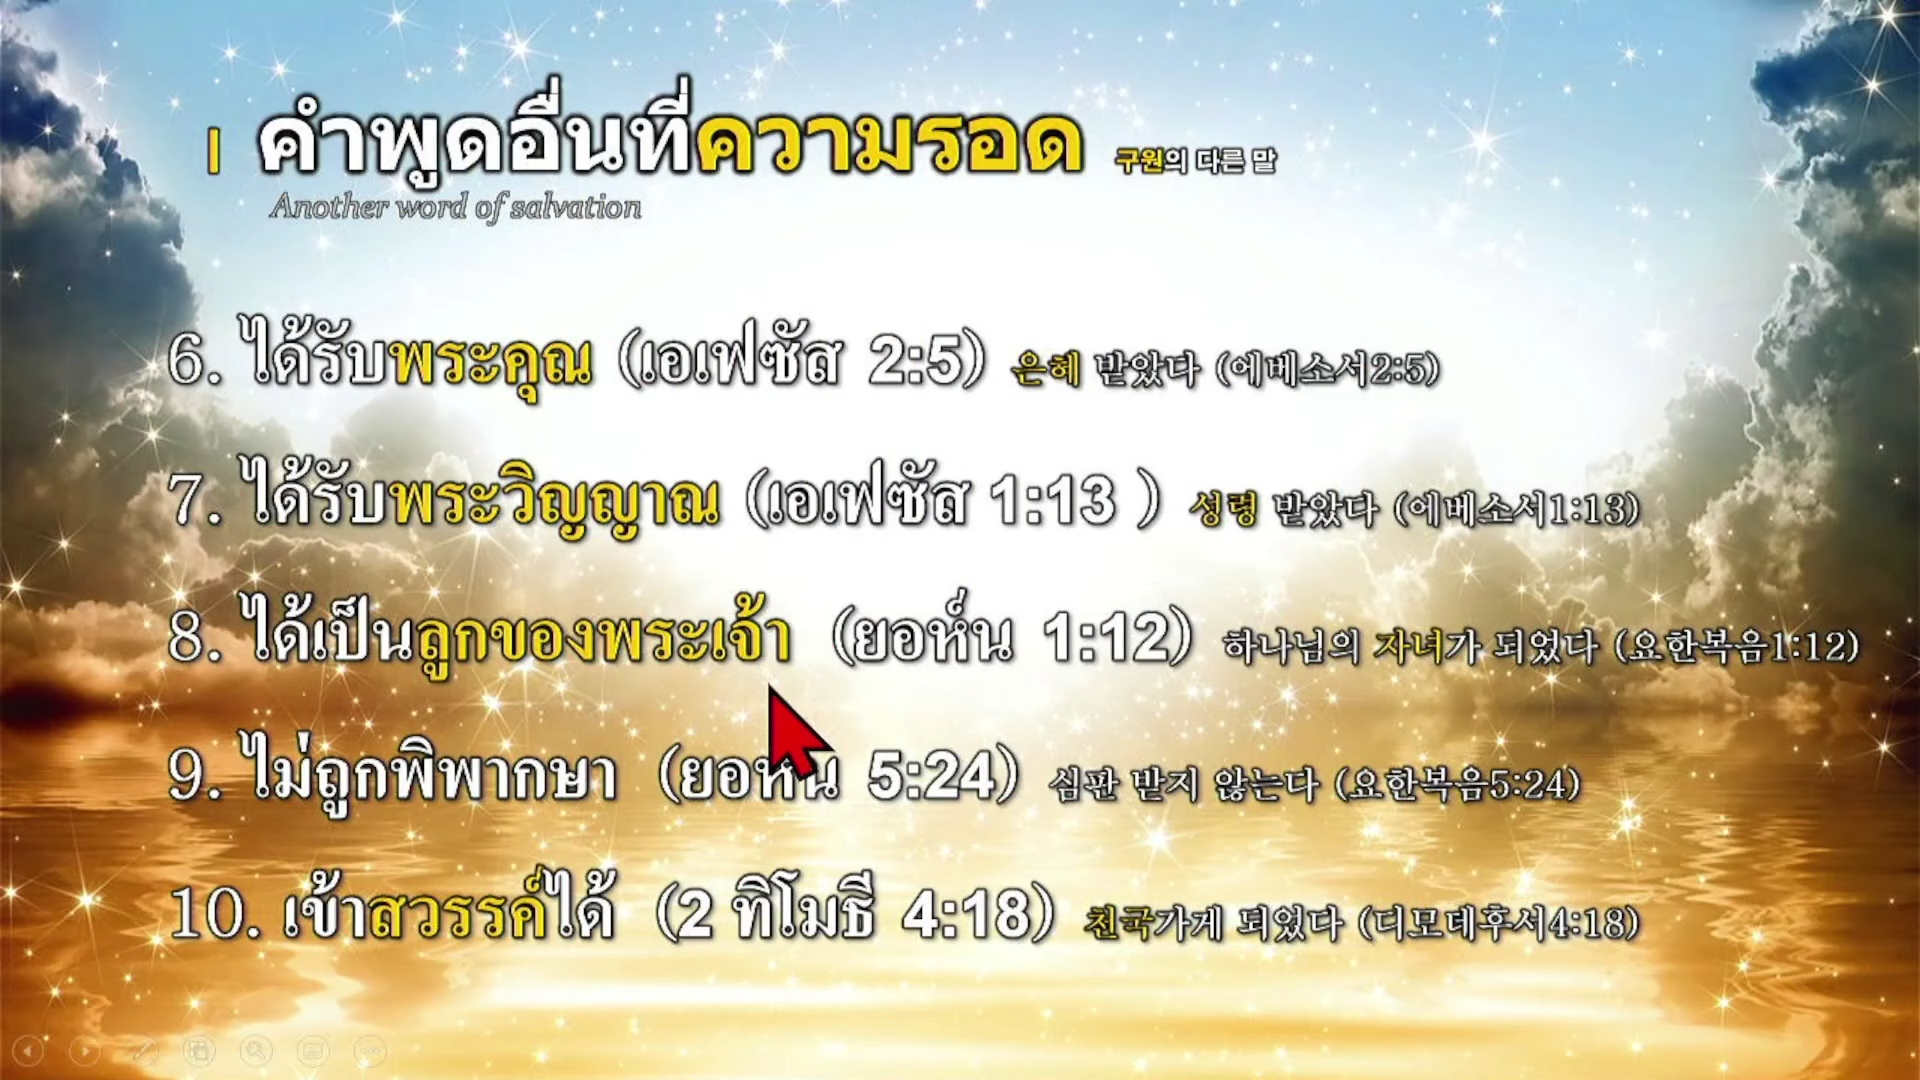 I คำพูดอื่นที่ความรอด 구원의 다른 말
Another word of salvation
6. ได้รับพระคุณ (เอเฟซัส 2:5) 은혜 받았다 (에베소서2:5)
7. ได้รับพระวิญญาณ (เอเฟซัส 1:13 ) 성령 받았다 (에베소서1:13)
8. ได้เป็นลูกของพระเจ้า (ยอห์น 1:12) 하나님의 자녀가 되었다 (요한복음1:12)
9. ไม่ถูกพิพากษา (ยอห์น 5:24) 심판 받지 않는다 (요한복음5:24)
10. เข้าสวรรค์ได้ (2 ทิโมธี 4:18) 천국가게 되었다 (디모데후서4:18)